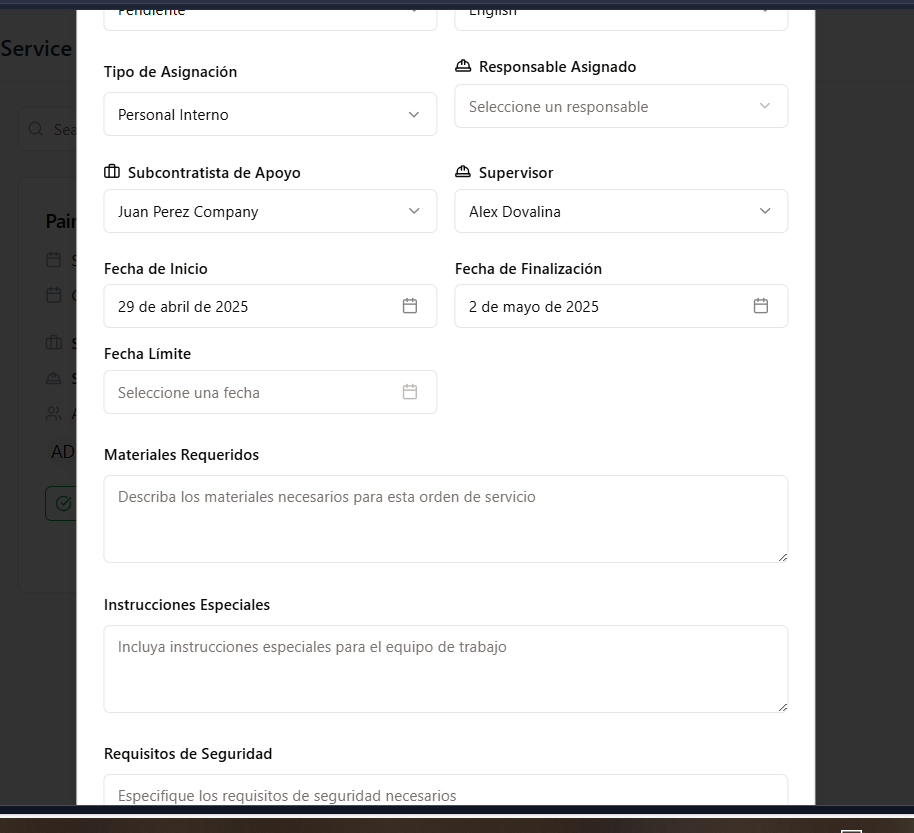 Pendiente
English
Service
Tipo de Asignación
Responsable Asignado
Personal Interno
Seleccione un responsable
Sea
Subcontratista de Apoyo
Supervisor
Juan Perez Company
Alex Dovalina
Pai
Fecha de Inicio
Fecha de Finalización
29 de abril de 2025
2 de mayo de 2025
Fecha Límite
Seleccione una fecha
AD
Materiales Requeridos
Describa los materiales necesarios para esta orden de servicio
Instrucciones Especiales
Incluya instrucciones especiales para el equipo de trabajo
Requisitos de Seguridad
Especifique los requisitos de seguridad necesarios